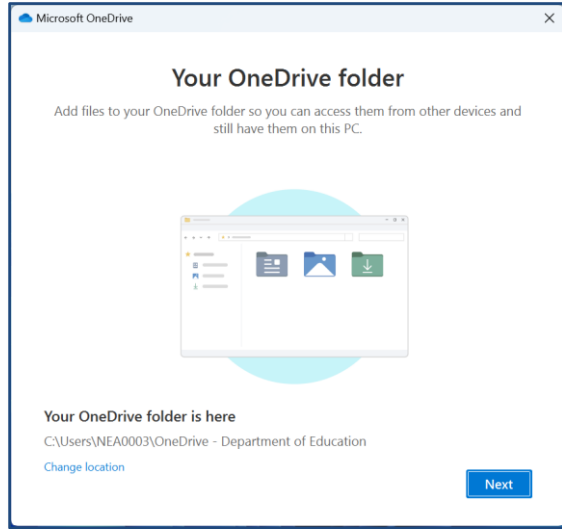 Microsoft OneDrive
Your OneDrive folder
Add files to your OneDrive folder so you can access them from other devices and
still have them on this PC.
Your OneDrive folder is here
C:\Users\NEA0003\OneDrive - Department of Education
Change location
Next